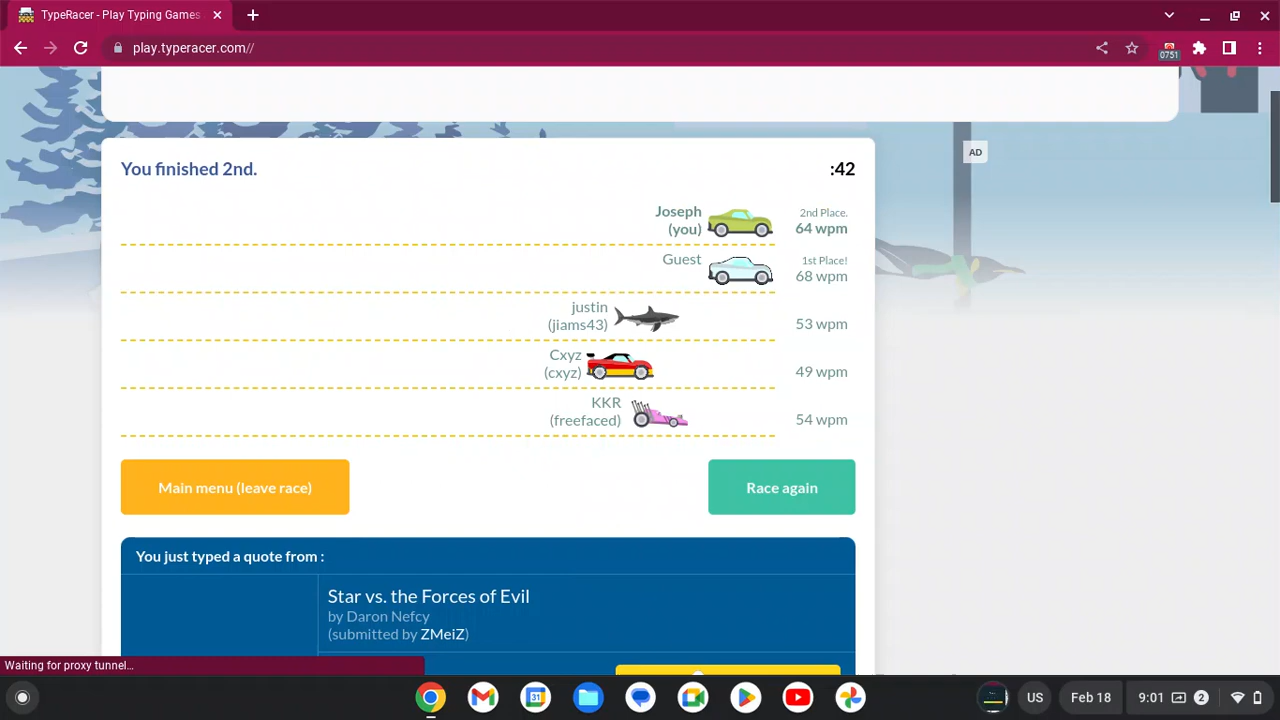 TypeRacer - Play Typing Games
play.typeracer.com//
0751
AD
You finished 2nd.
:42
Joseph
(you)
2nd Place.
64 wpm
Guest
1st Place!
68 wpm
justin
(jiams43)
53 wpm
Cxyz
(cxyz)
49 wpm
KKR
(freefaced)
54 wpm
Main menu (leave race)
Race again
You just typed a quote from :
Star vs. the Forces of Evil
by Daron Nefcy
(submitted by ZMeiZ)
Waiting for proxy tunnel...
31
US
Feb 18
9:01
2